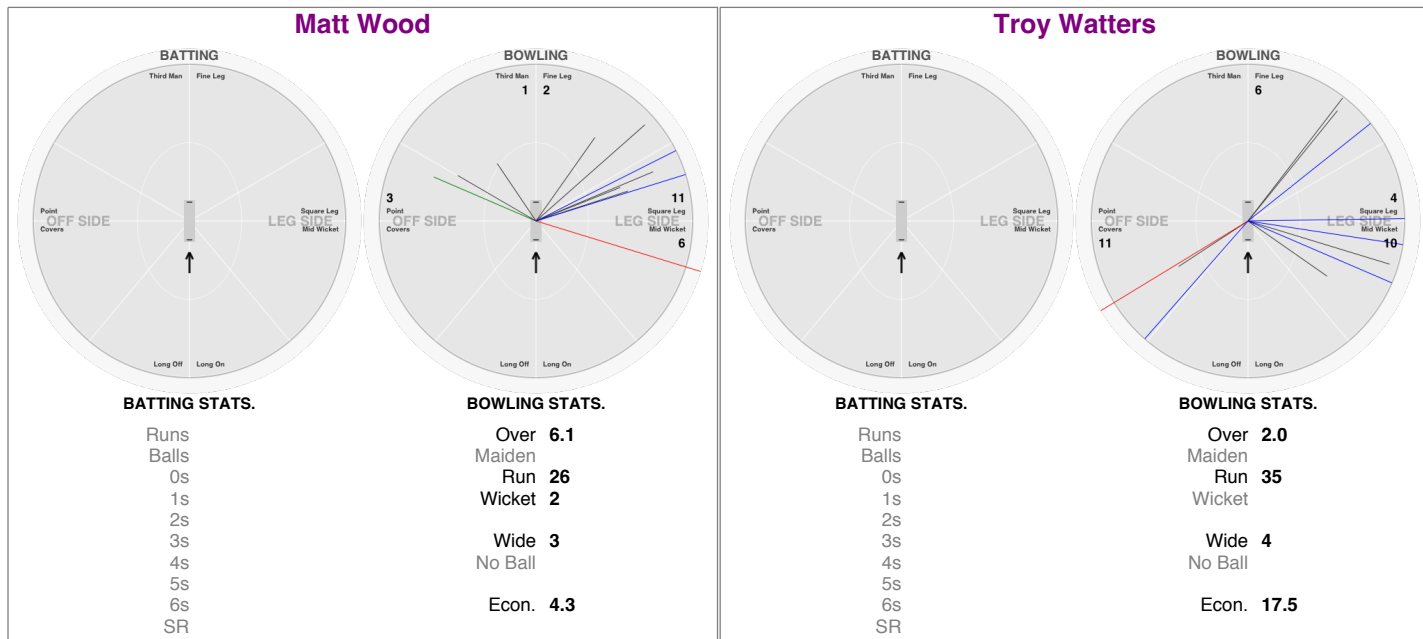 Matt Wood
BATTING
Third Man Fine Leg
Point
OFF SIDE
Covers
Square Leg
LEG SIDE
Mid Wicket
Long Off Long On
BOWLING
Third Man Fine Leg
1 2
3
11
Point
OFF SIDE
Covers
Square Leg
LEG SIDE
Mid Wicket
6
Long Off Long On
BATTING STATS.
Runs
Balls
0s
1s
2s
3s
4s
5s
6s
SR
BOWLING STATS.
Over 6.1
Maiden
Run 26
Wicket 2
Wide 3
No Ball
Econ. 4.3
Troy Watters
BATTING
Third Man Fine Leg
Point
OFF SIDE
Covers
Square Leg
LEG SIDE
Mid Wicket
Long Off Long On
BOWLING
Third Man Fine Leg
6
4
Point
OFF SIDE
Covers
11
Square Leg
LEG SIDE
Mid Wicket
10
Long Off Long On
BATTING STATS.
Runs
Balls
0s
1s
2s
3s
4s
5s
6s
SR
BOWLING STATS.
Over 2.0
Maiden
Run 35
Wicket
Wide 4
No Ball
Econ. 17.5